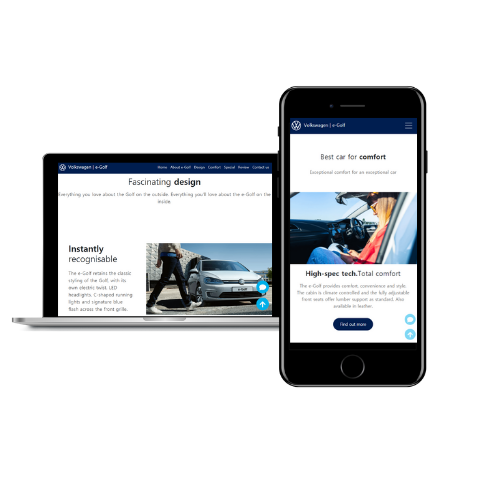 Volkswagen | e-Golf
Home About e-Golf Design Comfort Special Review Contact us
Fascinating design
Everything you love about the Golf on the outside. Everything you'll love about the e-Golf on the
inside.
Instantly
recognisable
The e-Golf retains the classic
styling of the Golf, with its
own electric twist. LED
headlights, C-shaped running
lights and signature blue
flash across the front grille.
Volkswagen | e-Golf
Best car for comfort
Exceptional comfort for an exceptional car
High-spec tech.Total comfort
The e-Golf provides comfort, convenience and style.
The cabin is climate controlled and the fully adjustable
front seats offer lumber support as standard. Also
available in leather.
Find out more